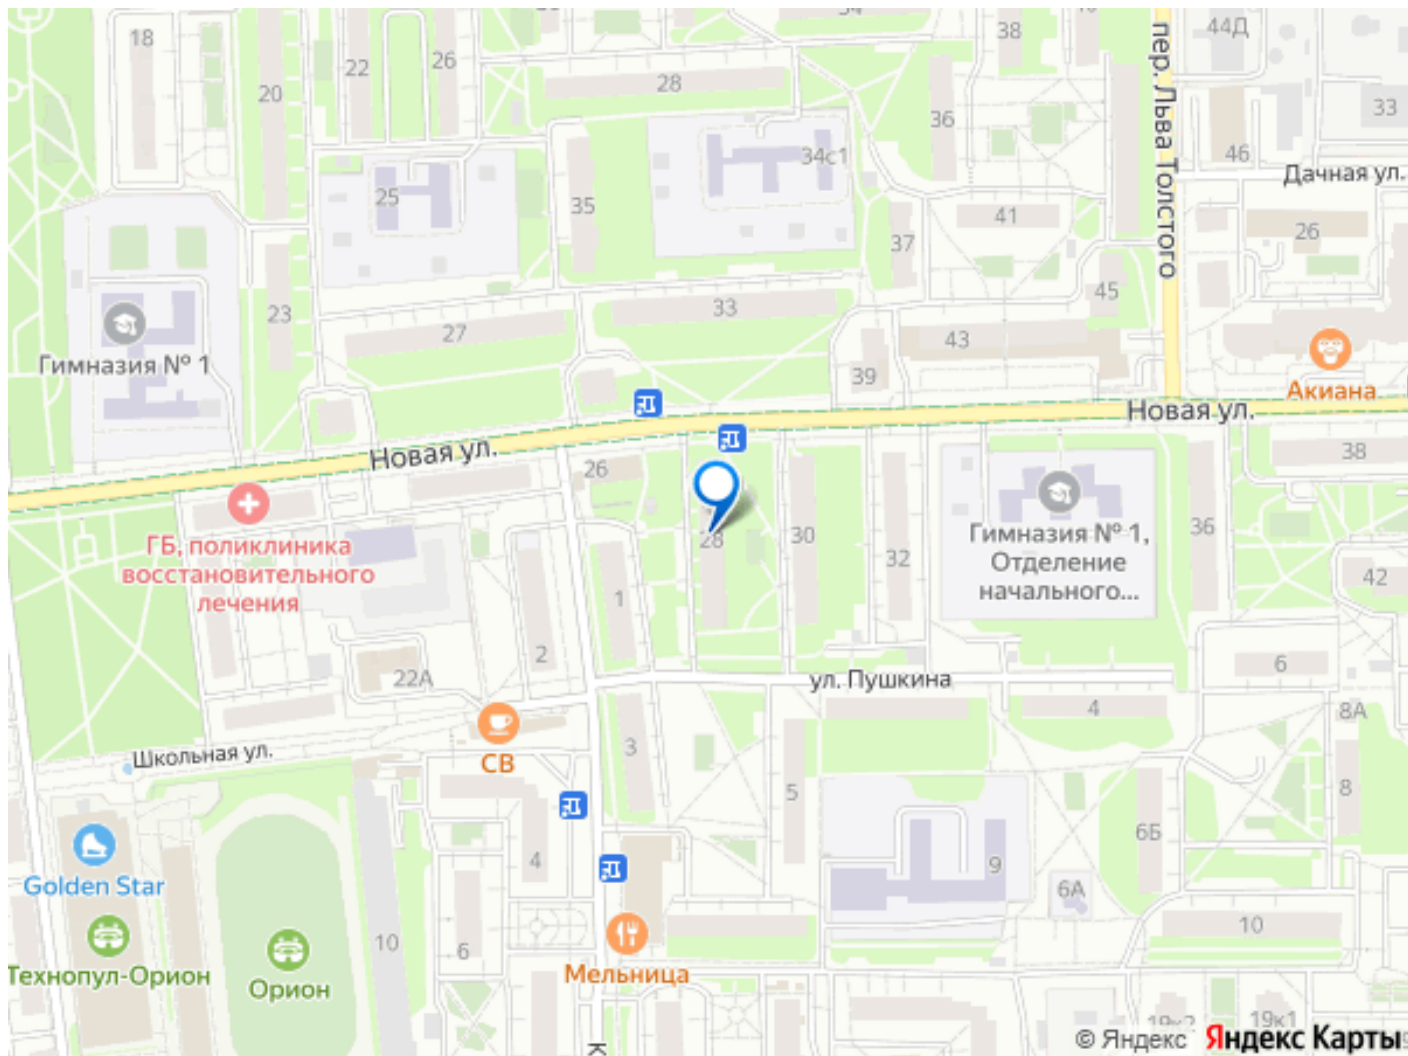 18
22
26
20
28
38
44Д
33
36
46
пер. Льва Толстого
Дачная ул.
34с1
25
35
41
26
37
45
23
27
33
43
39
Гимназия № 1
Акиана
Новая ул.
Новая ул.
38
26
28
30
32
36
42
Гимназия № 1,
Отделение
начального...
ГБ, поликлиника
восстановительного
лечения
1
2
22А
ул. Пушкина
6
4
8А
СВ
Школьная ул.
3
5
8
6Б
4
9
6А
Golden Star
10
6
10
Технопул-Орион
Орион
Мельница
19к2
19к1
© Яндекс
Яндекс Карты